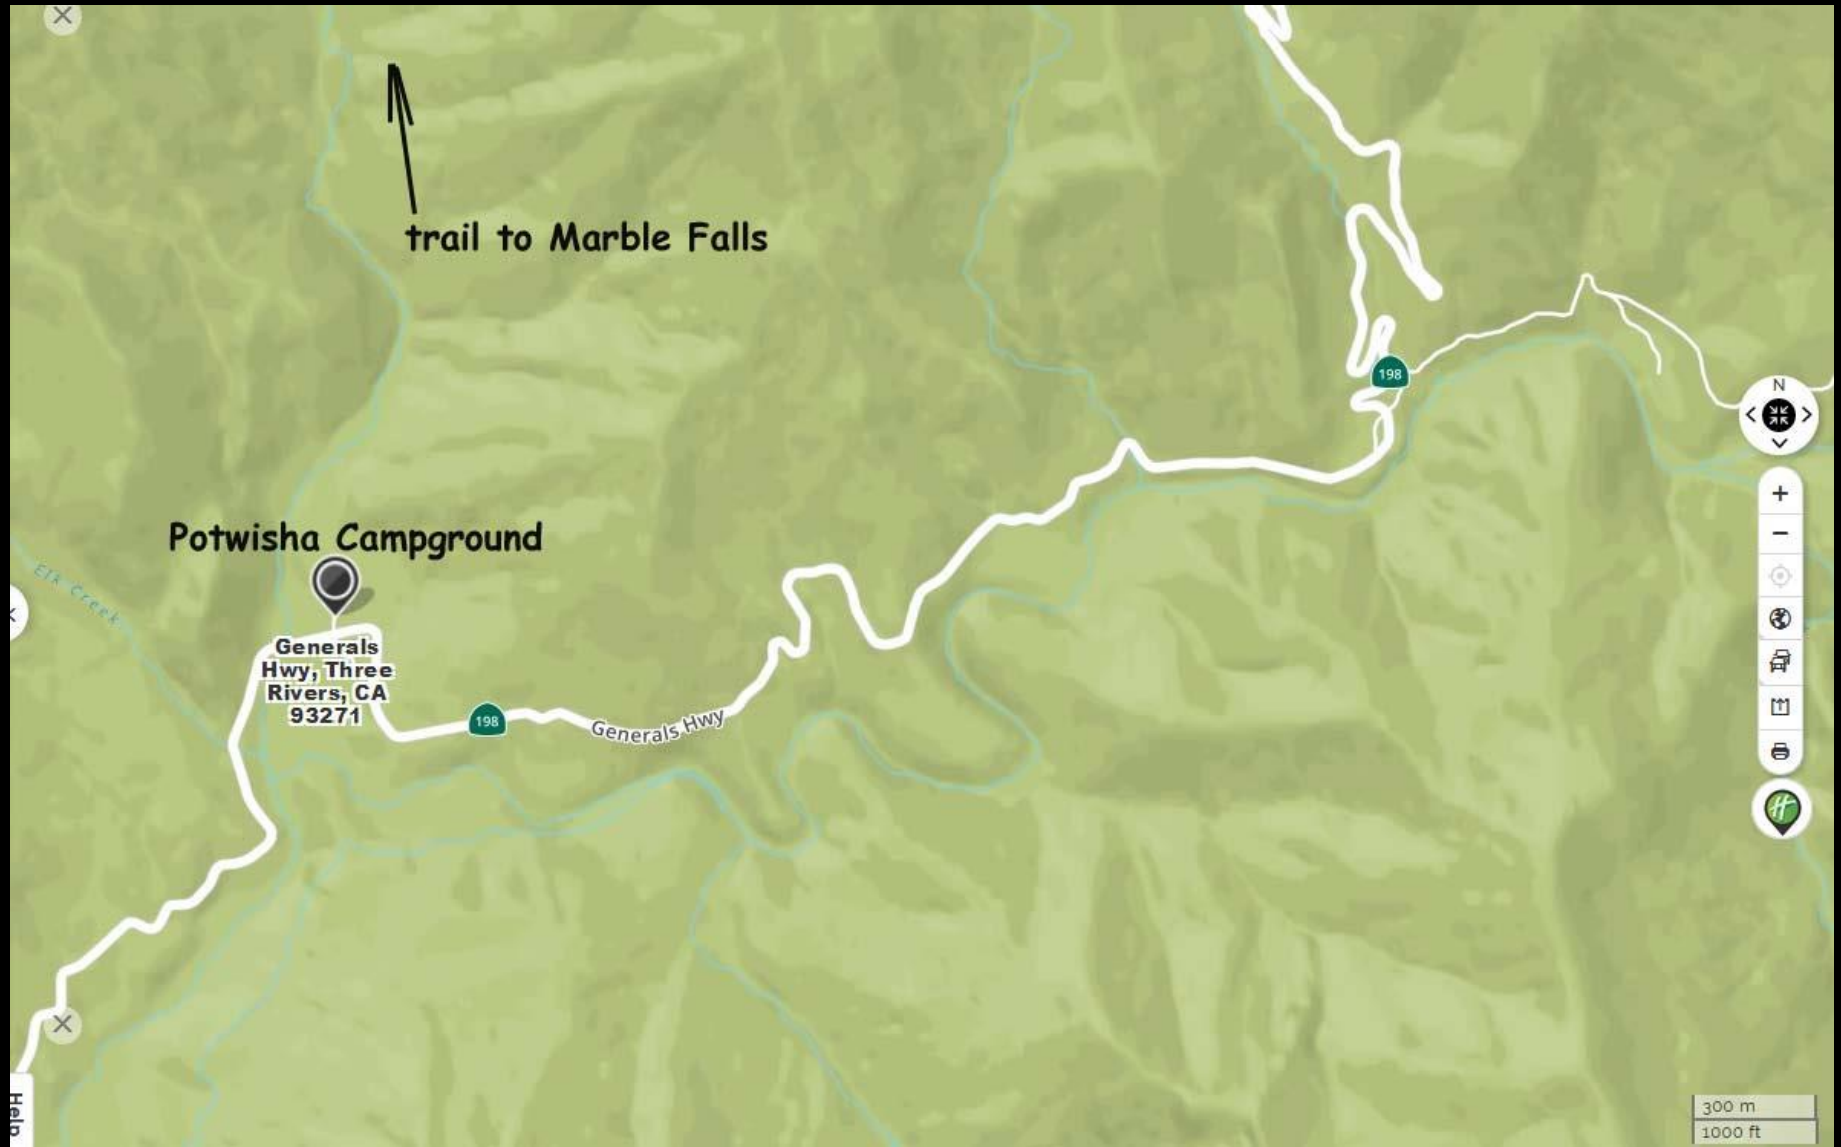 trail to Marble Falls
198
N
Potwisha Campground
Elk Creek
Generals
Hwy, Three
Rivers, CA
93271
198
Generals Hwy
Help
300 m
1000 ft